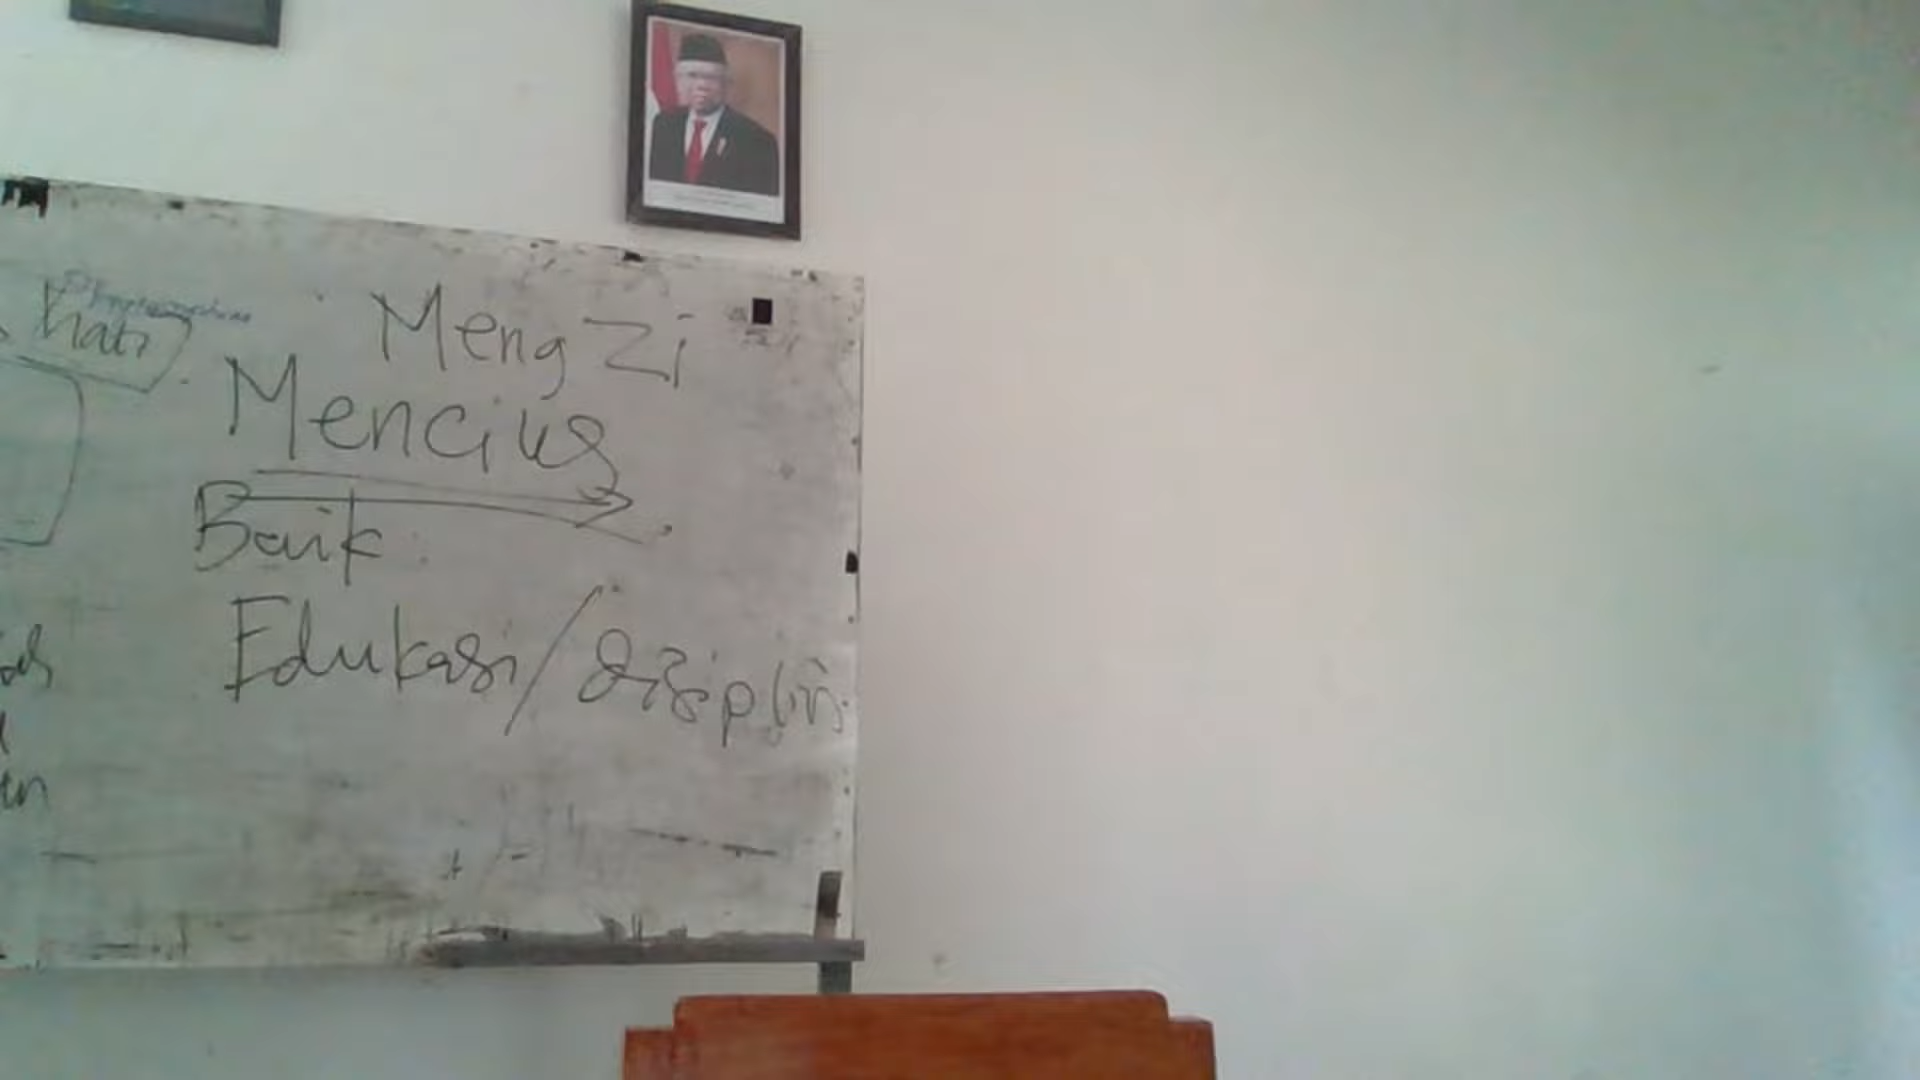 hati
Meng Zi
Mencius
Baik
Edukasi/disiplin